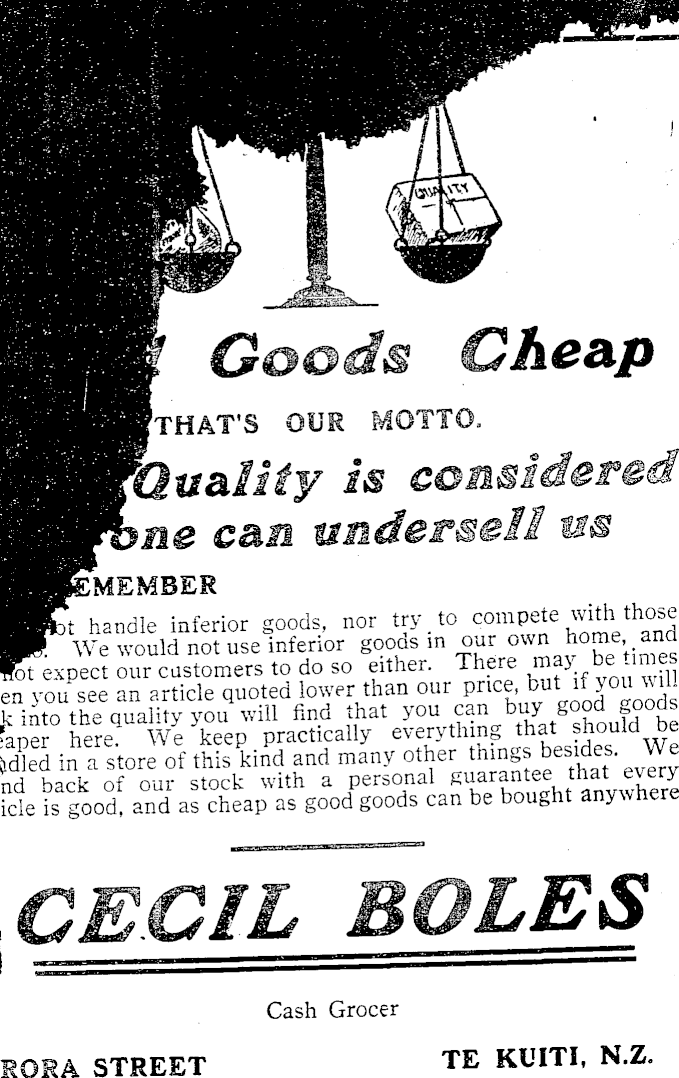 QUALITY
Goods Cheap
THAT'S OUR MOTTO.
Quality is considered
one can undersell us
EMEMBER
ot handle inferior goods, nor try to compete with those
We would not use inferior goods in our own home, and
not expect our customers to do so either. There may be times
en you see an article quoted lower than our price, but if you will
k into the quality you will find that you can buy good goods
eaper here. We keep practically everything that should be
dled in a store of this kind and many other things besides. We
nd back of our stock with a personal guarantee that every
icle is good, and as cheap as good goods can be bought anywhere
CECIL BOLES
Cash Grocer
RORA STREET TE KUITI, N.Z.